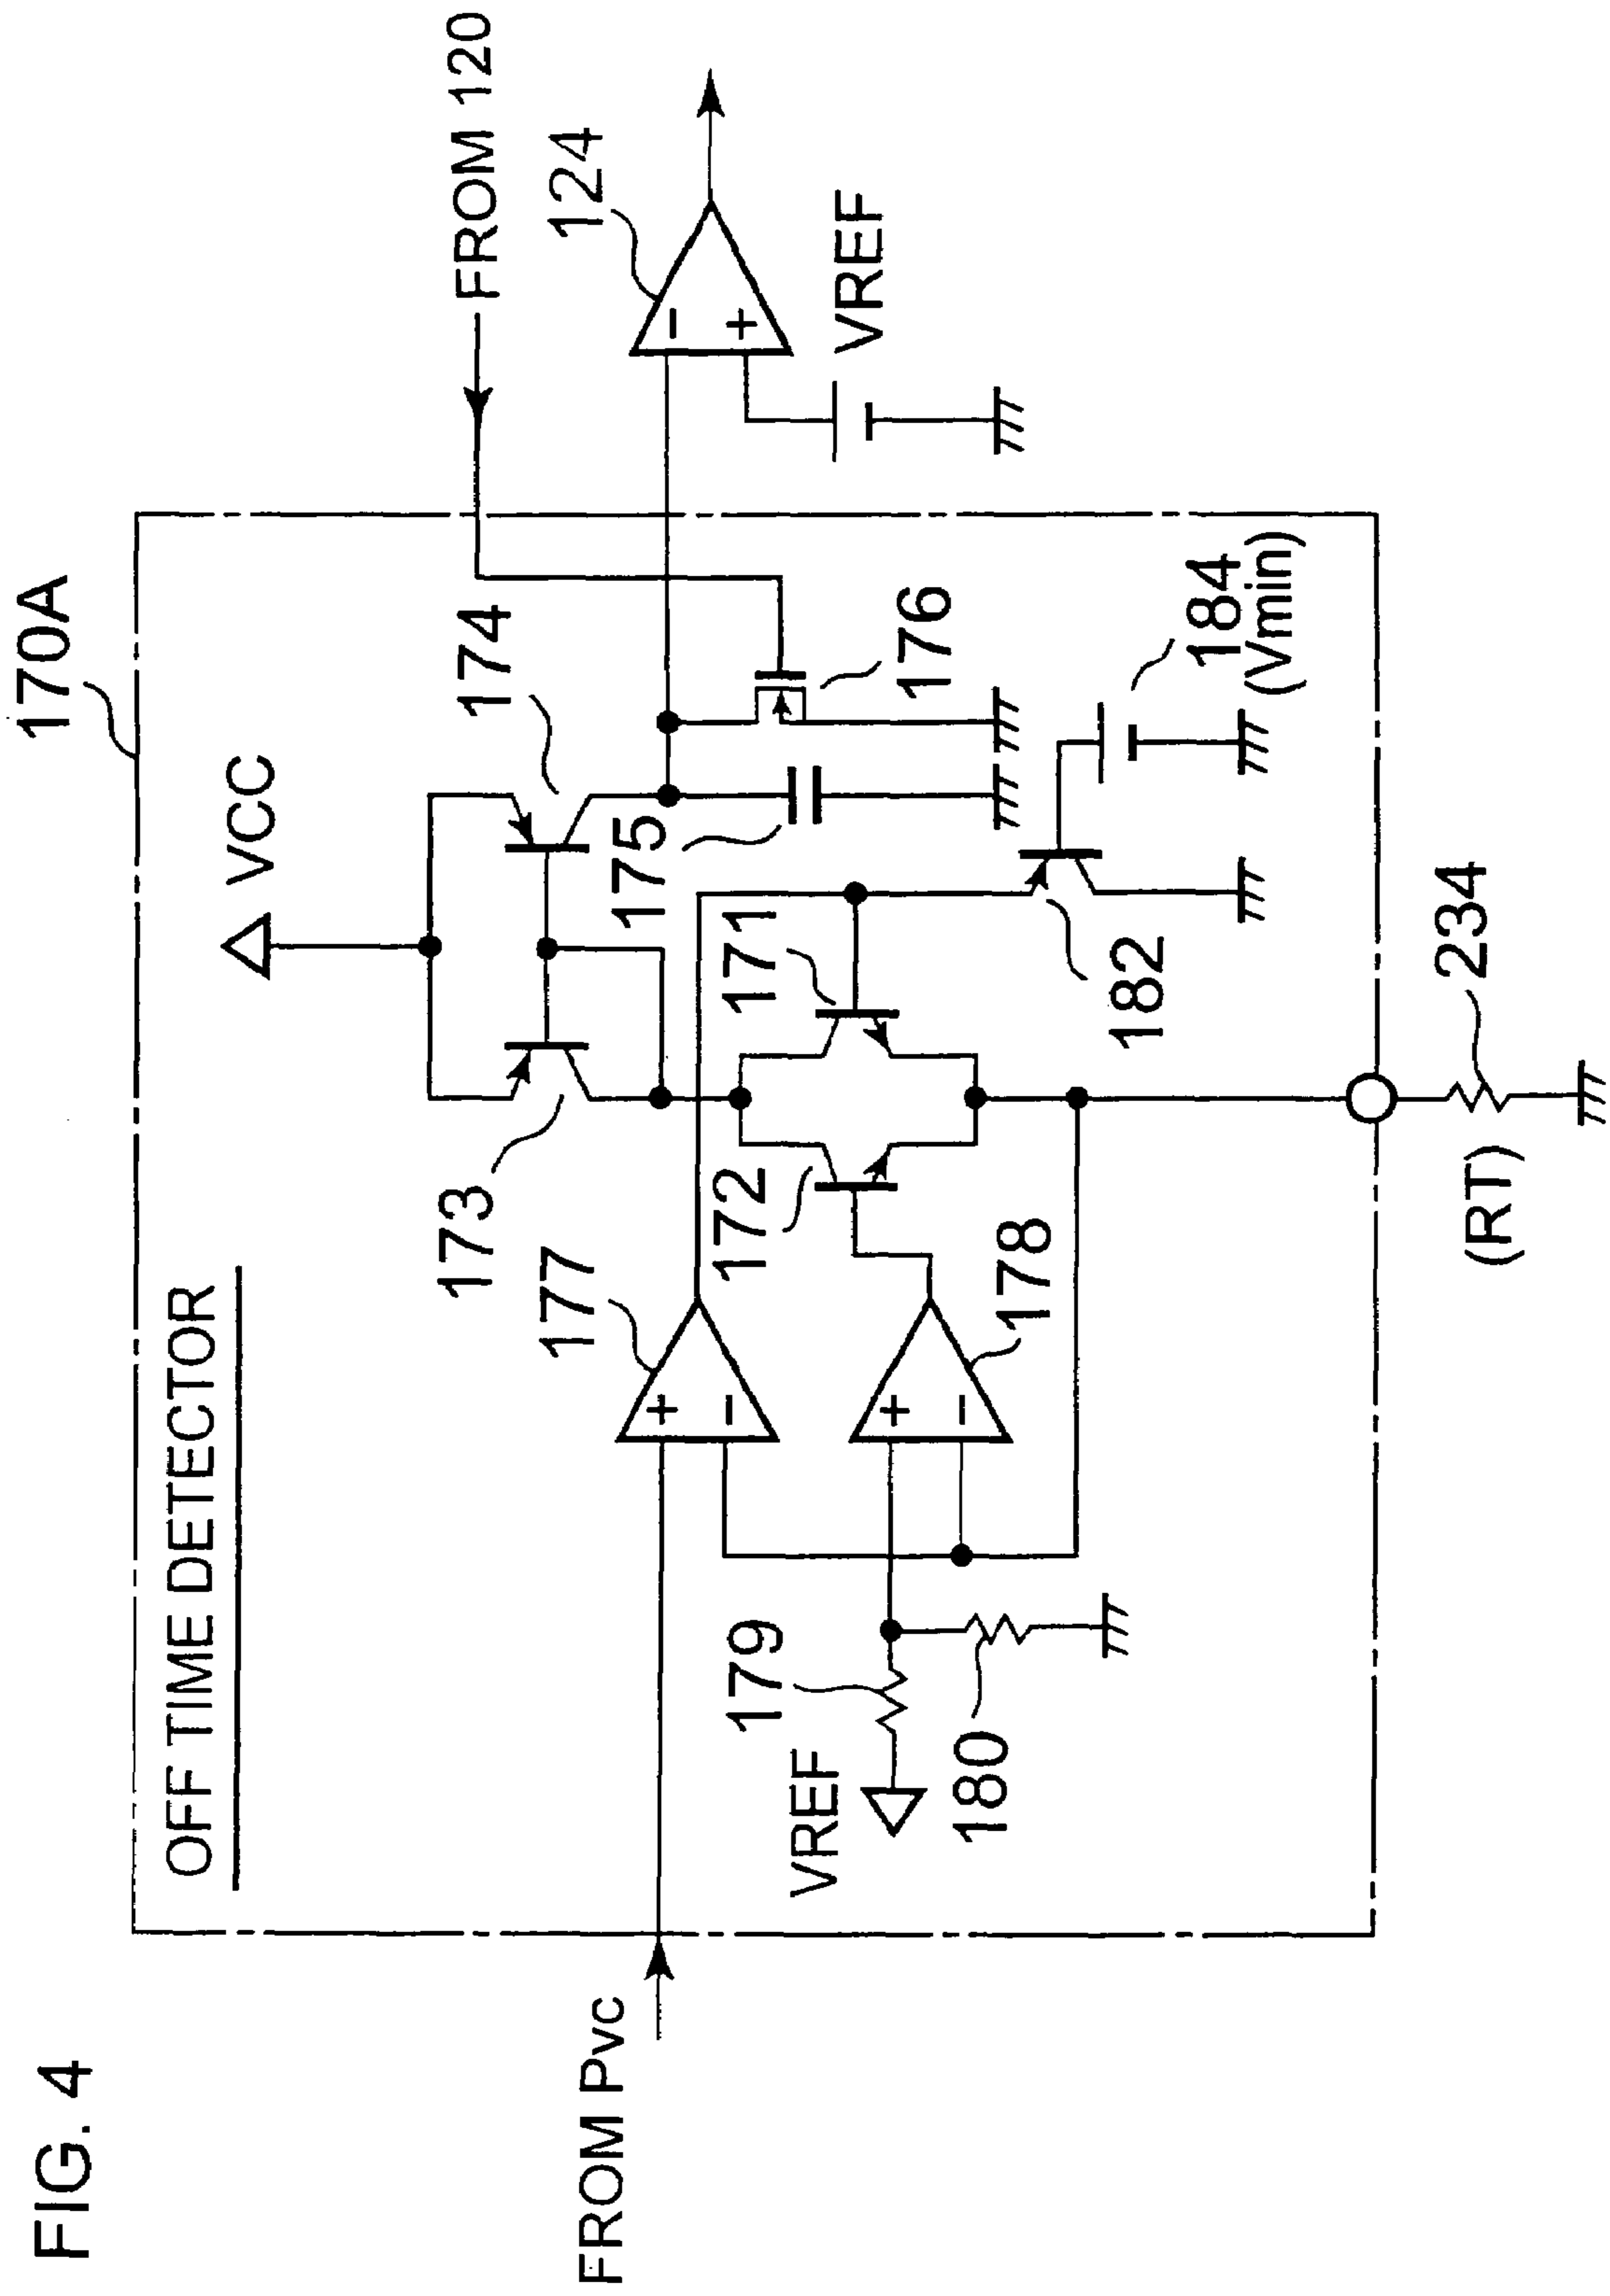 FIG. 4
170A
OFF TIME DETECTOR
VCC
FROM 120
173
174
124
FROM Pvc
177
175
+
-
-
+
172
171
176
VREF
179
VREF
178
+
-
180
182
184
(Vmin)
(RT)
234